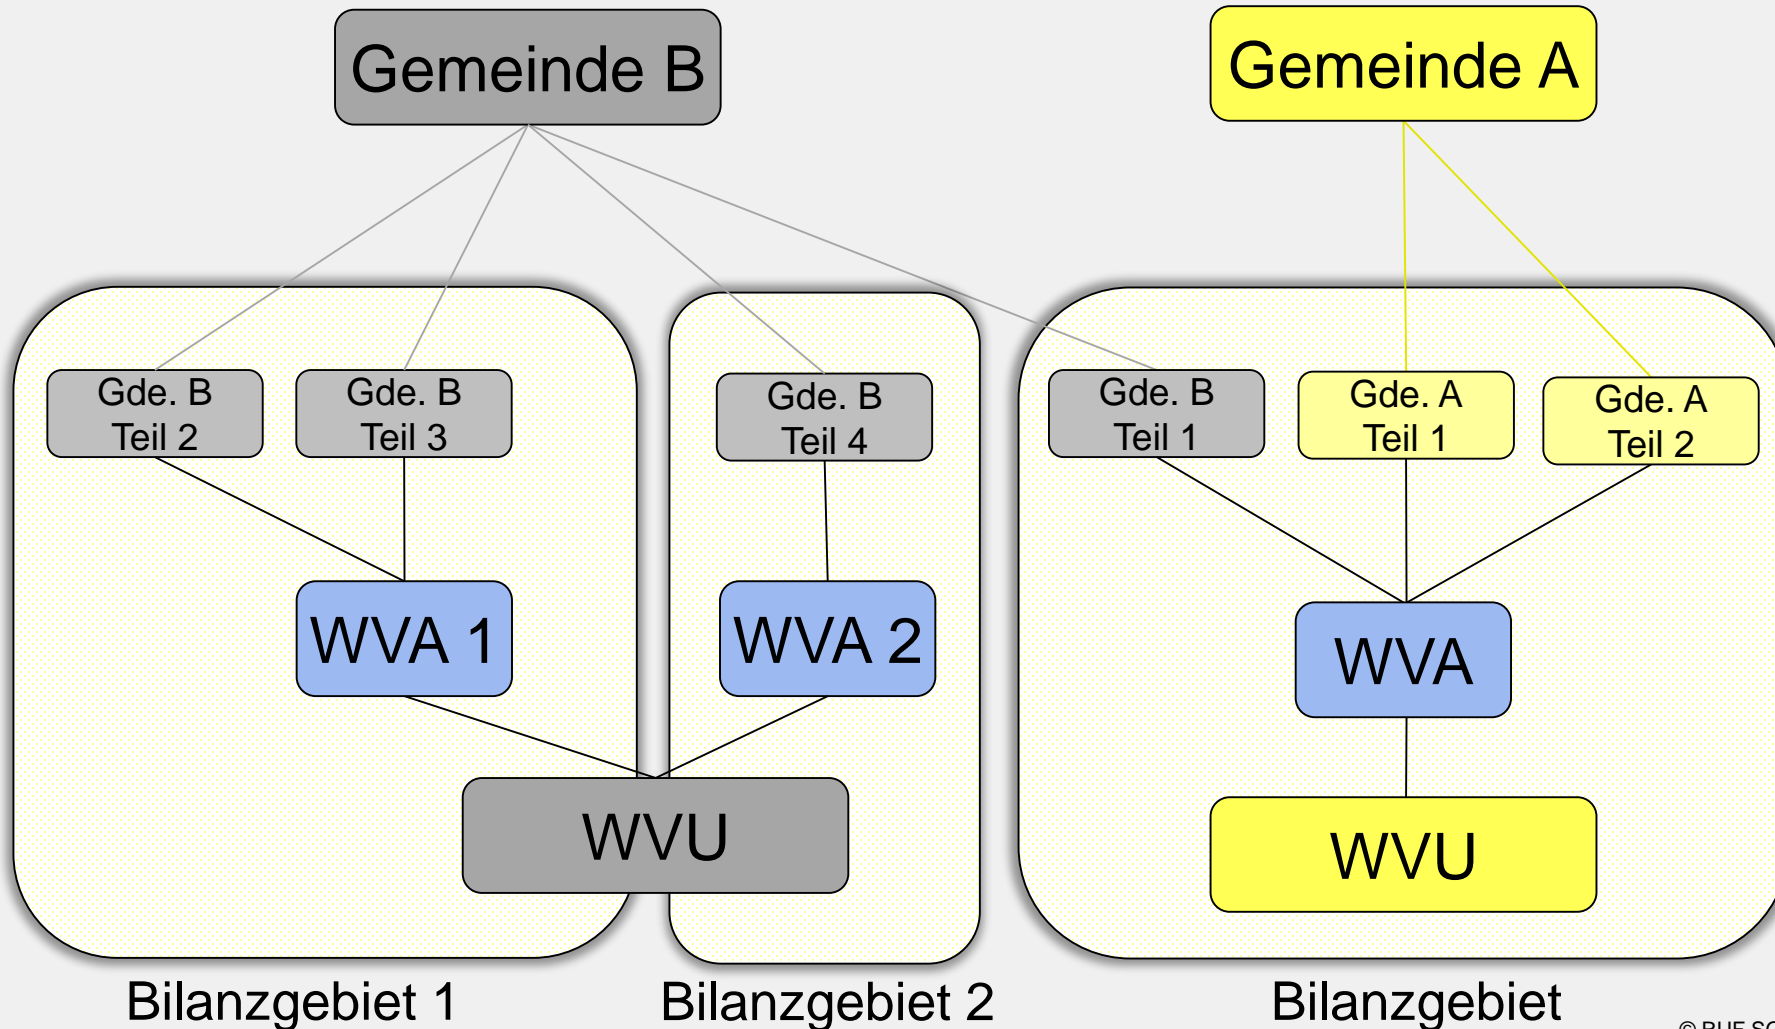 Gemeinde B
Gemeinde A
Gde. B
Teil 2
Gde. B
Teil 3
Gde. B
Teil 4
Gde. B
Teil 1
Gde. A
Teil 1
Gde. A
Teil 2
WVA 1
WVA 2
WVA
WVU
WVU
Bilanzgebiet 1
Bilanzgebiet 2
Bilanzgebiet
©